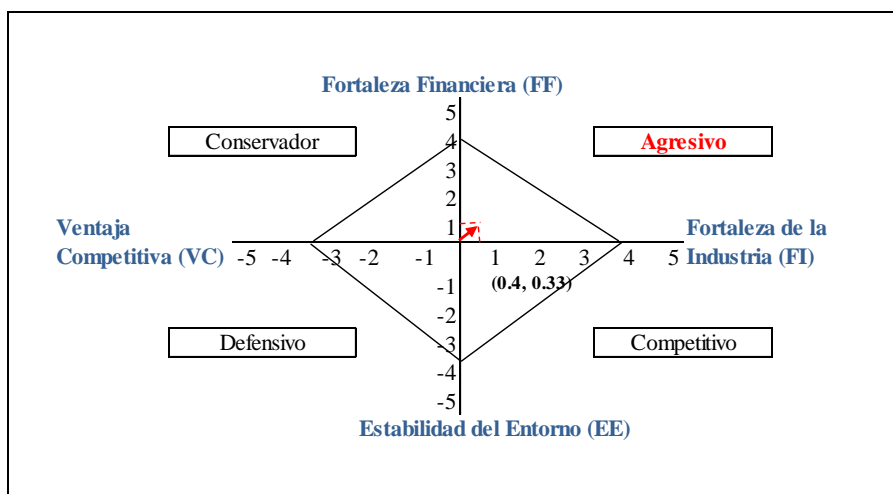 Fortaleza Financiera (FF)
5
Conservador
4
Agresivo
3
2
Ventaja
1
Fortaleza de la
Competitiva (VC)
-5 -4 -3 -2 -1 1 2 3 4 5
Industria (FI)
-1
(0.4, 0.33)
-2
Defensivo
-3
Competitivo
-4
-5
Estabilidad del Entorno (EE)